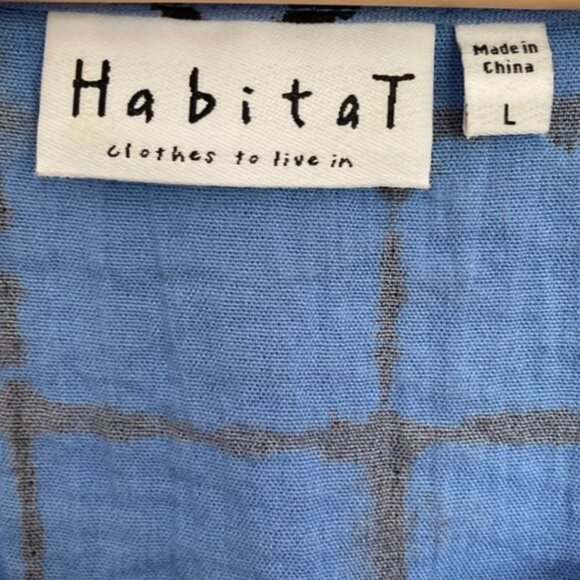 HabitaT
clothes to live in
Made in
China
L